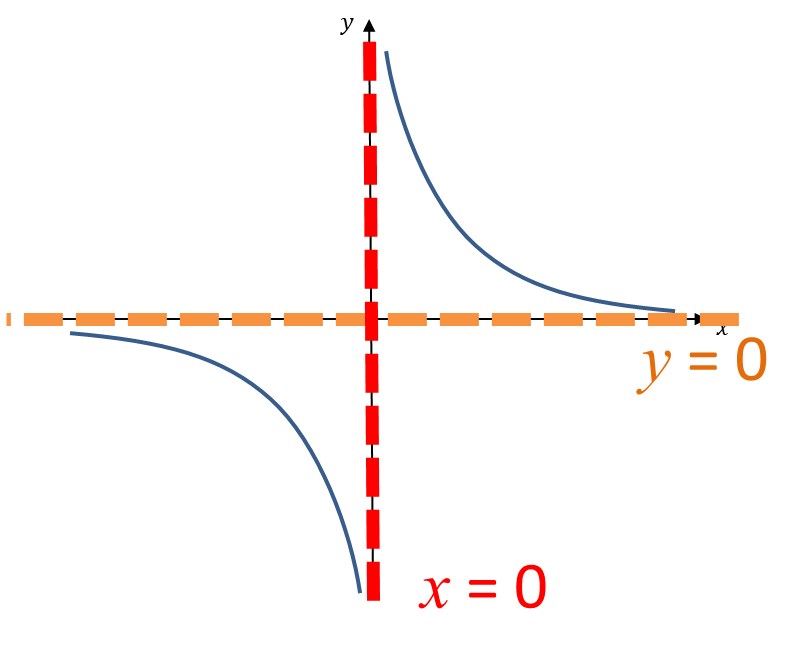 y
x
y = 0
x = 0